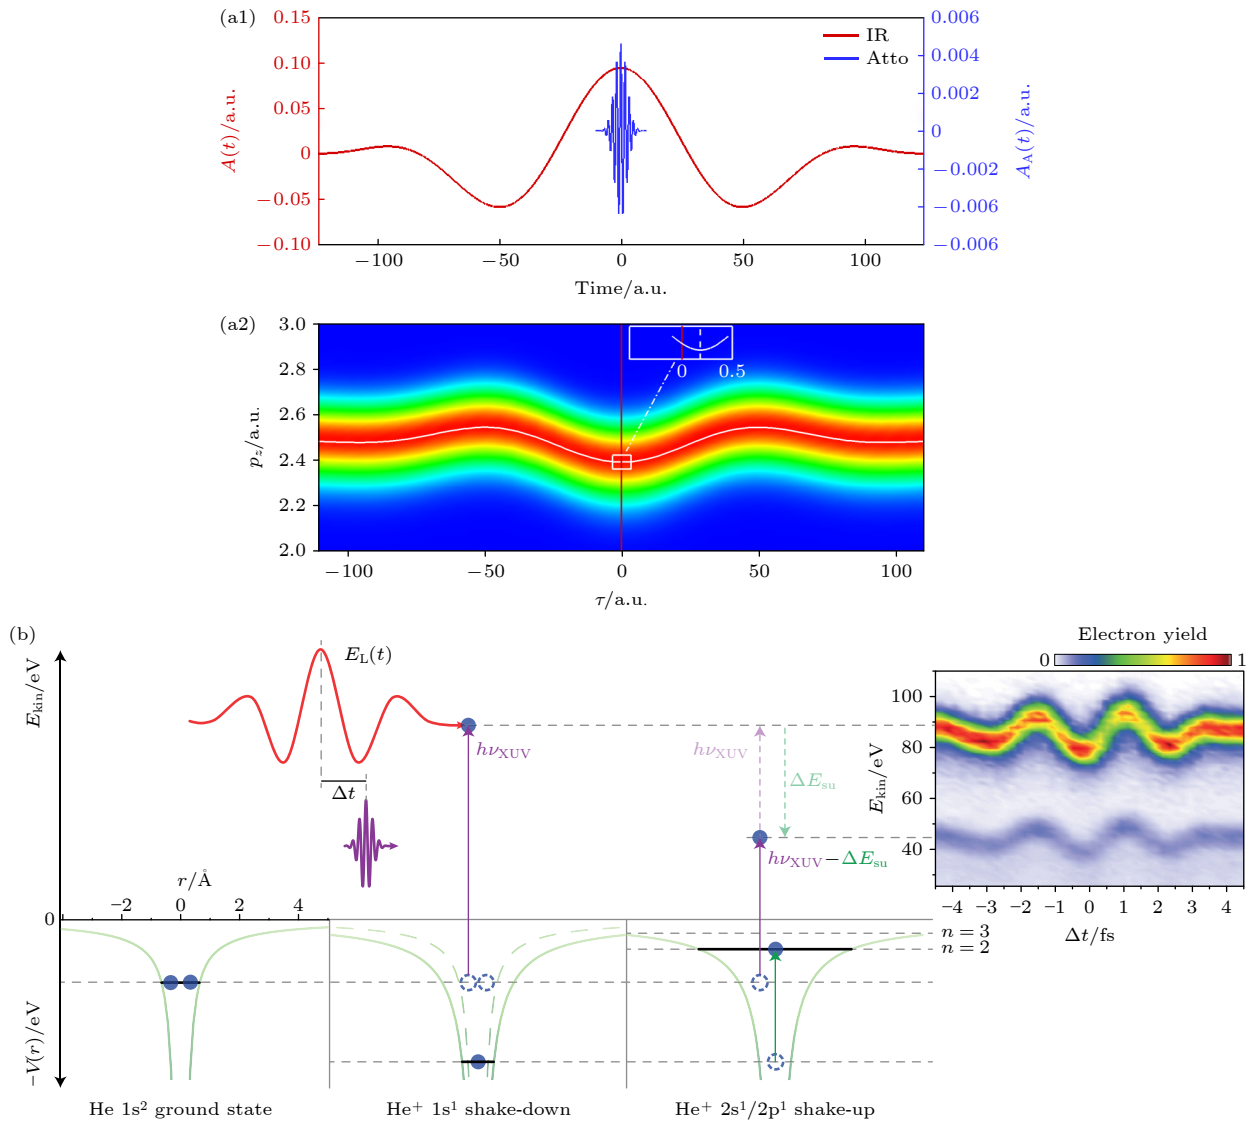 (a1)
0.15
0.10
0.05
0
−0.05
−0.10
A(t)/a.u.
IR
Atto
0.006
0.004
0.002
0
−0.002
−0.004
−0.006
−0.006
A_A(t)/a.u.
−100
−50
0
50
100
Time/a.u.
(a2)
3.0
2.8
2.6
2.4
2.2
2.0
p_z/a.u.
0
0.5
−100
−50
0
50
100
τ/a.u.
(b)
E_kin/eV
E_L(t)
Δt
hν_XUV
hν_XUV
ΔE_su
hν_XUV−ΔE_su
Electron yield
0
1
100
80
60
40
E_kin/eV
−4
−3
−2
−1
0
1
2
3
4
Δt/fs
r/Å
−2
0
2
4
0
n = 3
n = 2
−V(r)/eV
He 1s² ground state
He⁺ 1s¹ shake-down
He⁺ 2s¹/2p¹ shake-up